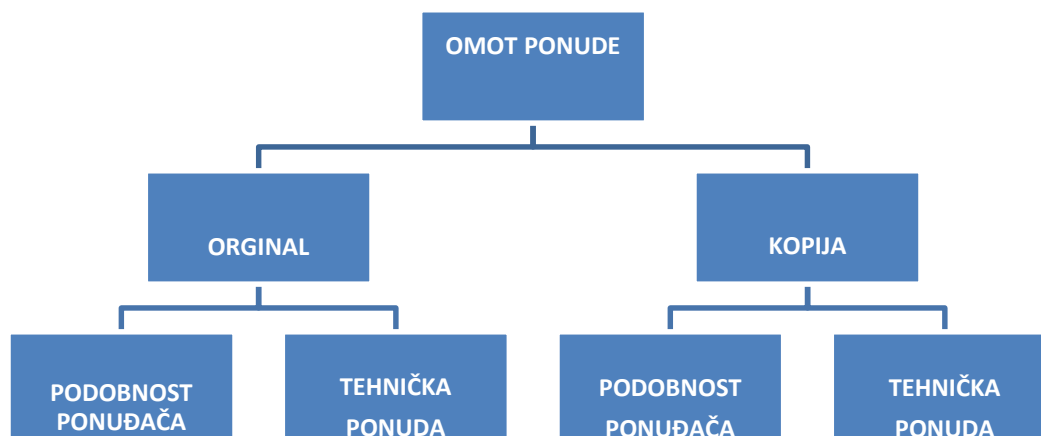 OMOT PONUDE
ORGINAL
KOPIJA
PODOBNOST
PONUĐAČA
TEHNIČKA
PONUDA
PODOBNOST
PONUĐAČA
TEHNIČKA
PONUDA